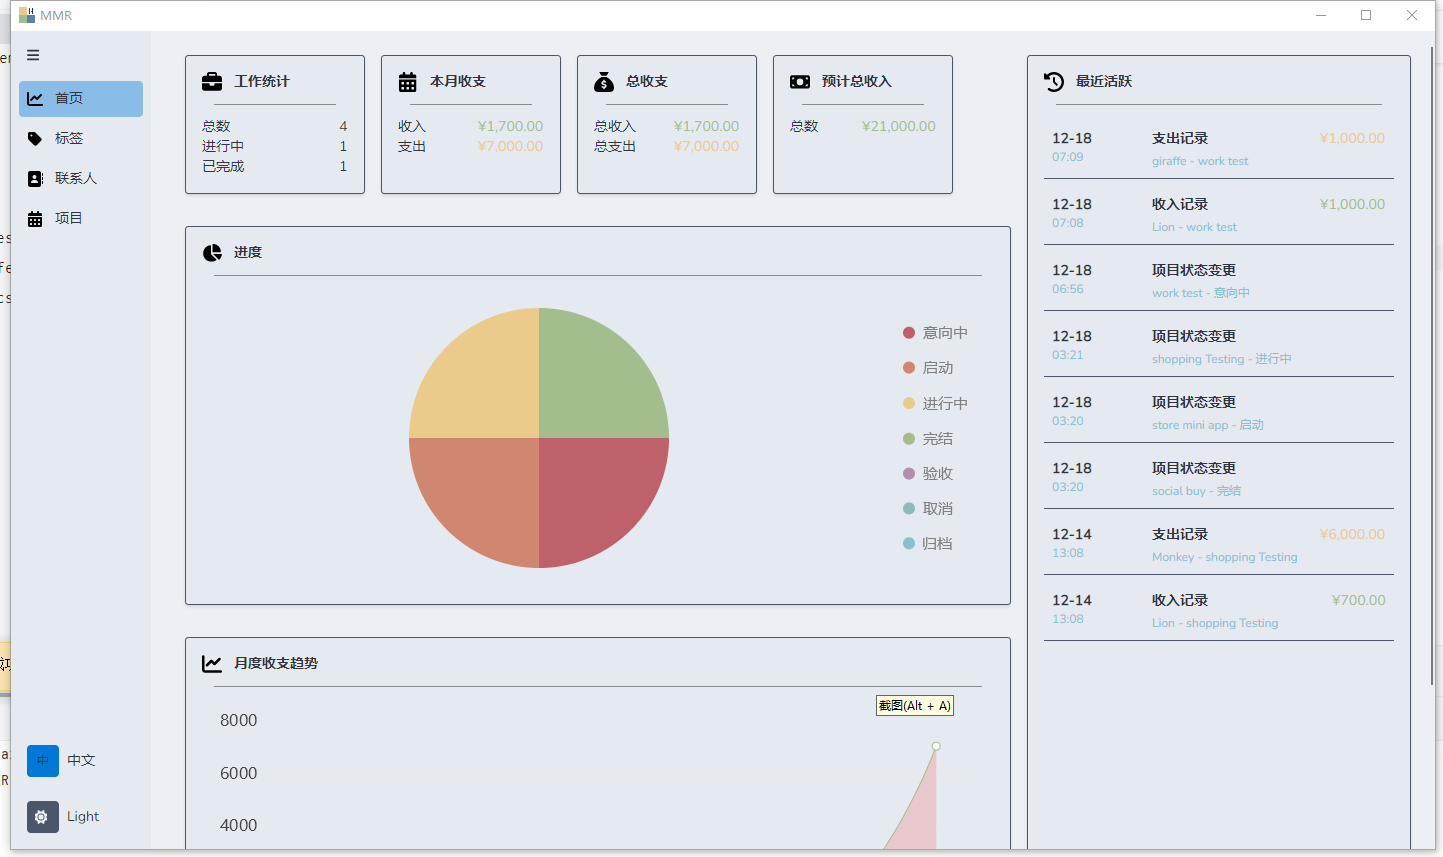 MMR
首页
标签
联系人
项目
中 中文
Light
工作统计
总数 4
进行中 1
已完成 1
本月收支
收入 ¥1,700.00
支出 ¥7,000.00
总收支
总收入 ¥1,700.00
总支出 ¥7,000.00
预计总收入
总数 ¥21,000.00
进度
意向中
启动
进行中
完结
验收
取消
归档
月度收支趋势
截图(Alt + A)
8000
6000
4000
最近活跃
12-18 支出记录 ¥1,000.00
07:09 giraffe - work test
12-18 收入记录 ¥1,000.00
07:08 Lion - work test
12-18 项目状态变更
06:56 work test - 意向中
12-18 项目状态变更
03:21 shopping Testing - 进行中
12-18 项目状态变更
03:20 store mini app - 启动
12-18 项目状态变更
03:20 social buy - 完结
12-14 支出记录 ¥6,000.00
13:08 Monkey - shopping Testing
12-14 收入记录 ¥700.00
13:08 Lion - shopping Testing